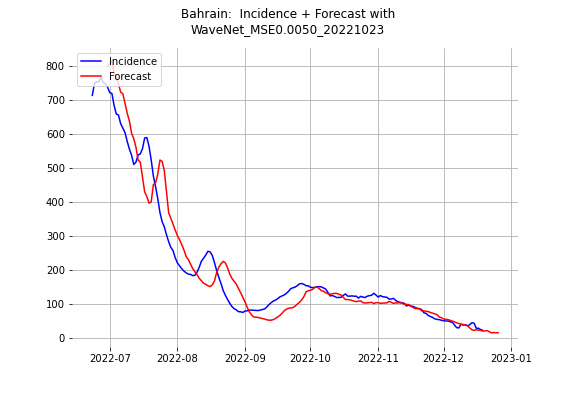 Bahrain:  Incidence + Forecast with
WaveNet_MSE0.0050_20221023
Incidence
Forecast
800
700
600
500
400
300
200
100
0
2022-07 2022-08 2022-09 2022-10 2022-11 2022-12 2023-01